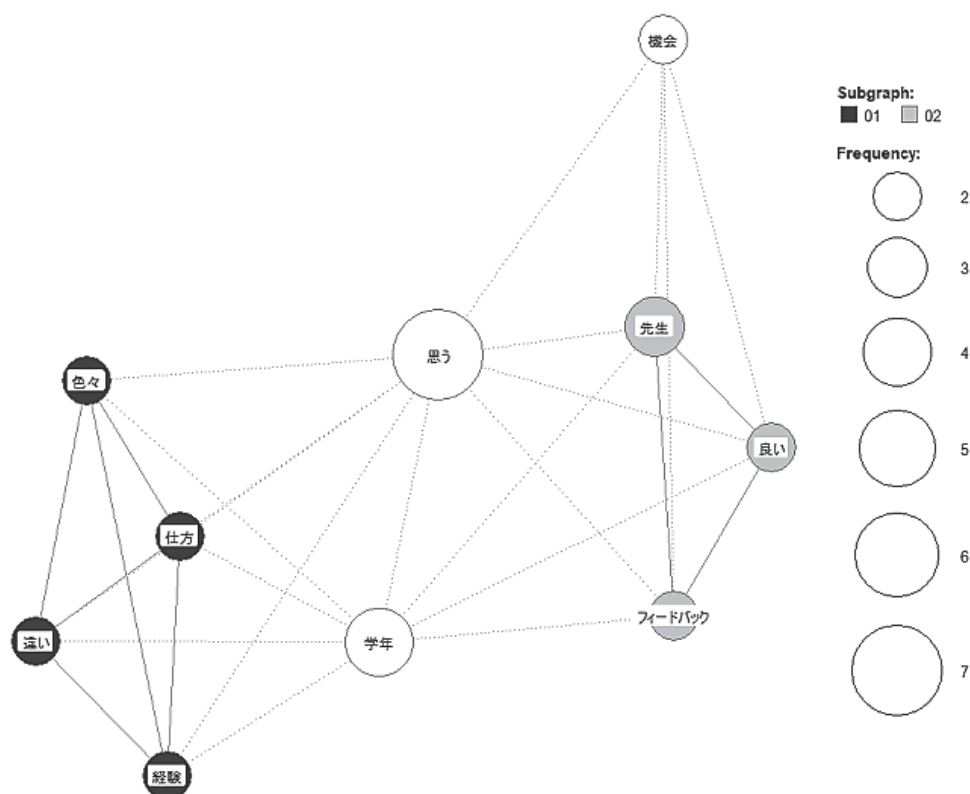 機会
Subgraph:
01 02
Frequency:
2
3
4
5
6
7
先生
思う
色々
良い
仕方
フィードバック
違い
学年
経験